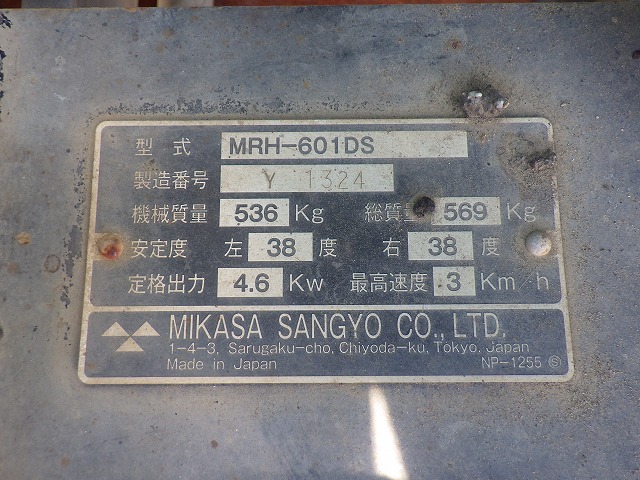 型式 MRH-601DS
製造番号 Y 1324
機械質量 536 Kg 総質量 569 Kg
安定度 左 38 度 右 38 度
定格出力 4.6 Kw 最高速度 3 Km/h
MIKASA SANGYO CO., LTD.
1-4-3, Sarugaku-cho, Chiyoda-ku, Tokyo, Japan
Made in Japan NP-1255 Ⓢ